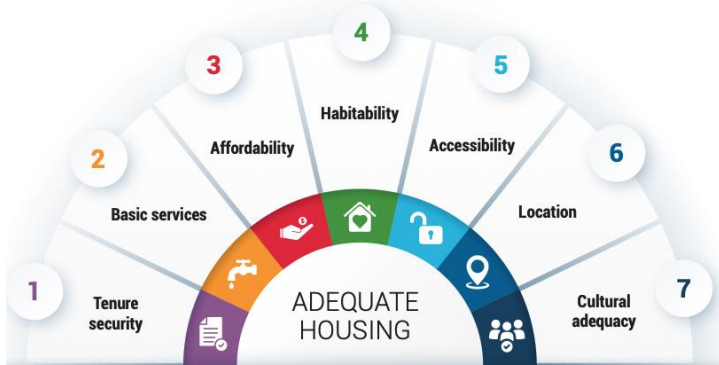 1
Tenure
security
2
Basic services
3
Affordability
4
Habitability
5
Accessibility
6
Location
7
Cultural
adequacy
ADEQUATE
HOUSING